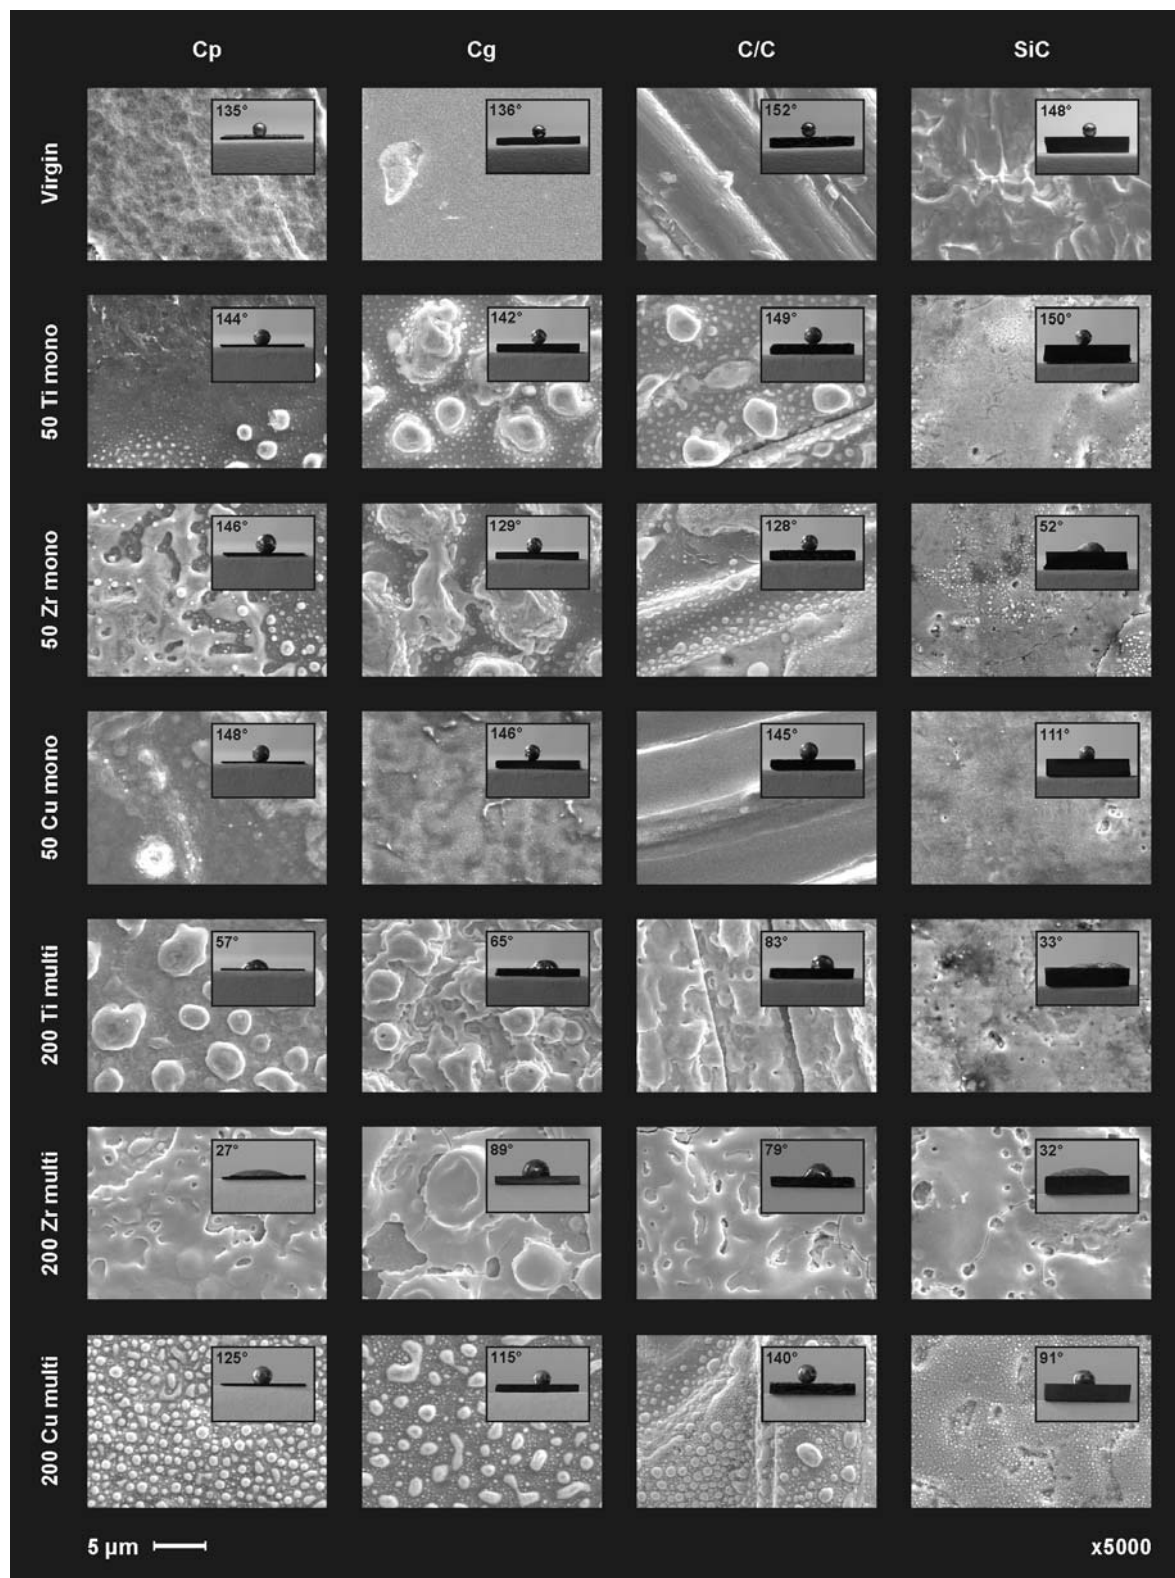 Cp Cg C/C SiC
Virgin 135° 136° 152° 148°
50 Ti mono 144° 142° 149° 150°
50 Zr mono 146° 129° 128° 52°
50 Cu mono 148° 146° 145° 111°
200 Ti multi 57° 65° 83° 33°
200 Zr multi 27° 89° 79° 32°
200 Cu multi 125° 115° 140° 91°
5 µm x5000